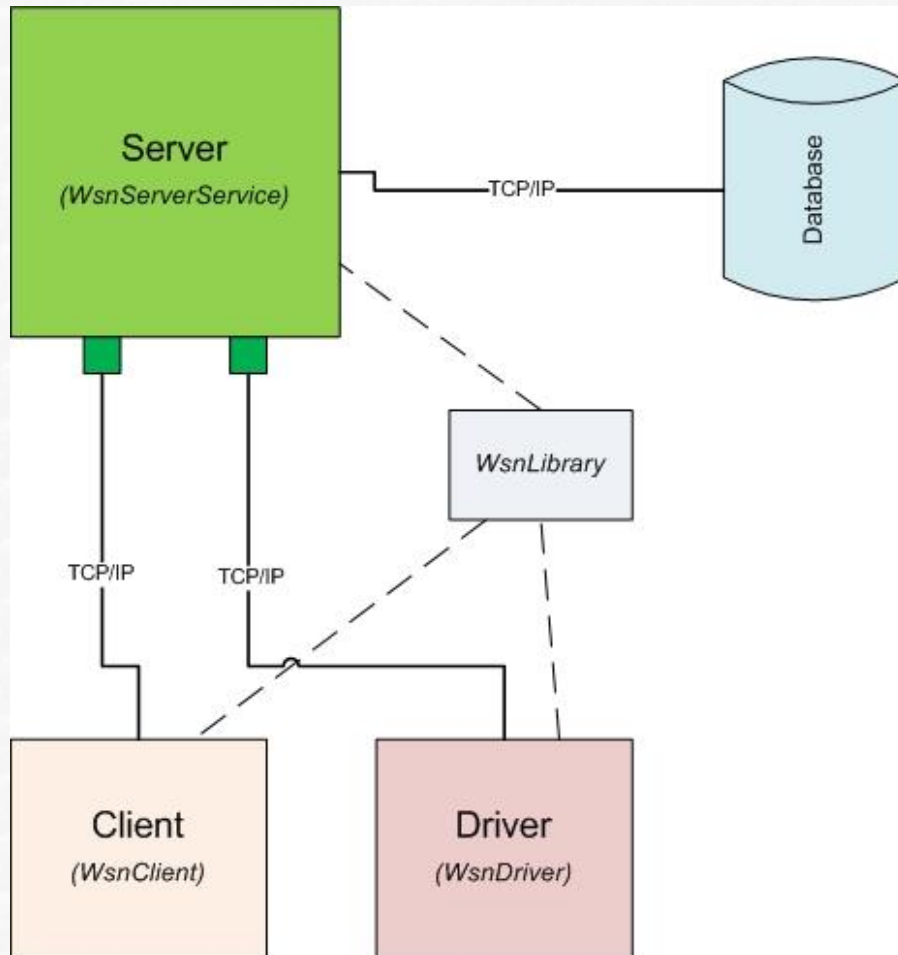 Server
(WsnServerService)
TCP/IP
Database
WsnLibrary
TCP/IP
TCP/IP
Client
(WsnClient)
Driver
(WsnDriver)